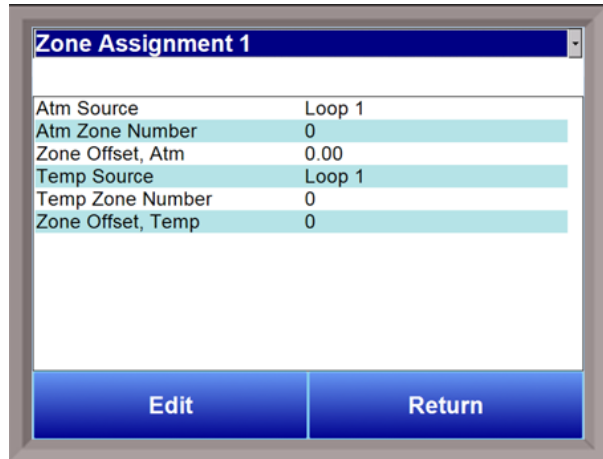 Zone Assignment 1
Atm Source Loop 1
Atm Zone Number 0
Zone Offset, Atm 0.00
Temp Source Loop 1
Temp Zone Number 0
Zone Offset, Temp 0
Edit Return